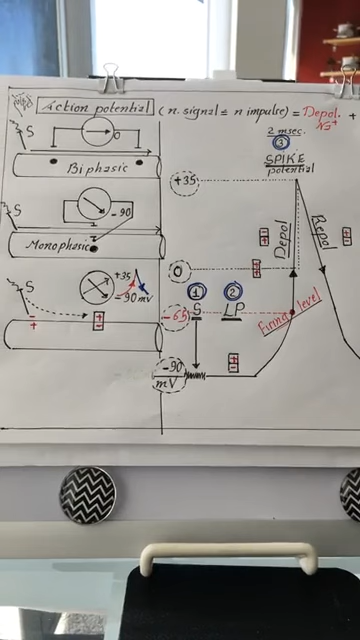 Action potential (n. signal = n impulse) = Depol. +
Na+
S
0
Biphasic
S
-90
Monophasic
S
+35
-90 mV
2 msec.
3
SPIKE
potential
+35
Depol
Repol
0
1
2
-65
S
LP
Firing level
-90
mV